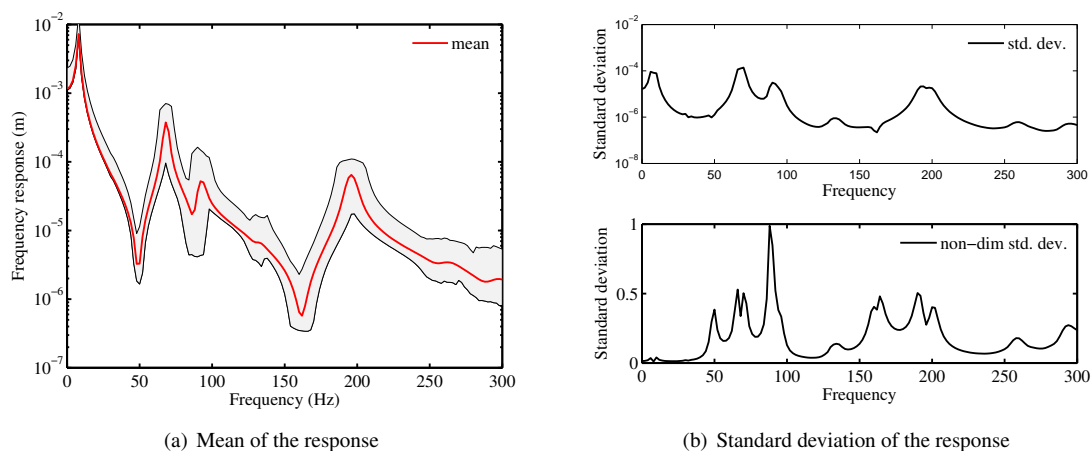 10^-2
10^-3
10^-4
10^-5
10^-6
10^-7
Frequency response (m)
mean
0 50 100 150 200 250 300
Frequency (Hz)
(a) Mean of the response
10^-2
10^-4
10^-6
10^-8
Standard deviation
std. dev.
0 50 100 150 200 250 300
Frequency
1
0.5
0
Standard deviation
non-dim std. dev.
0 50 100 150 200 250 300
Frequency
(b) Standard deviation of the response